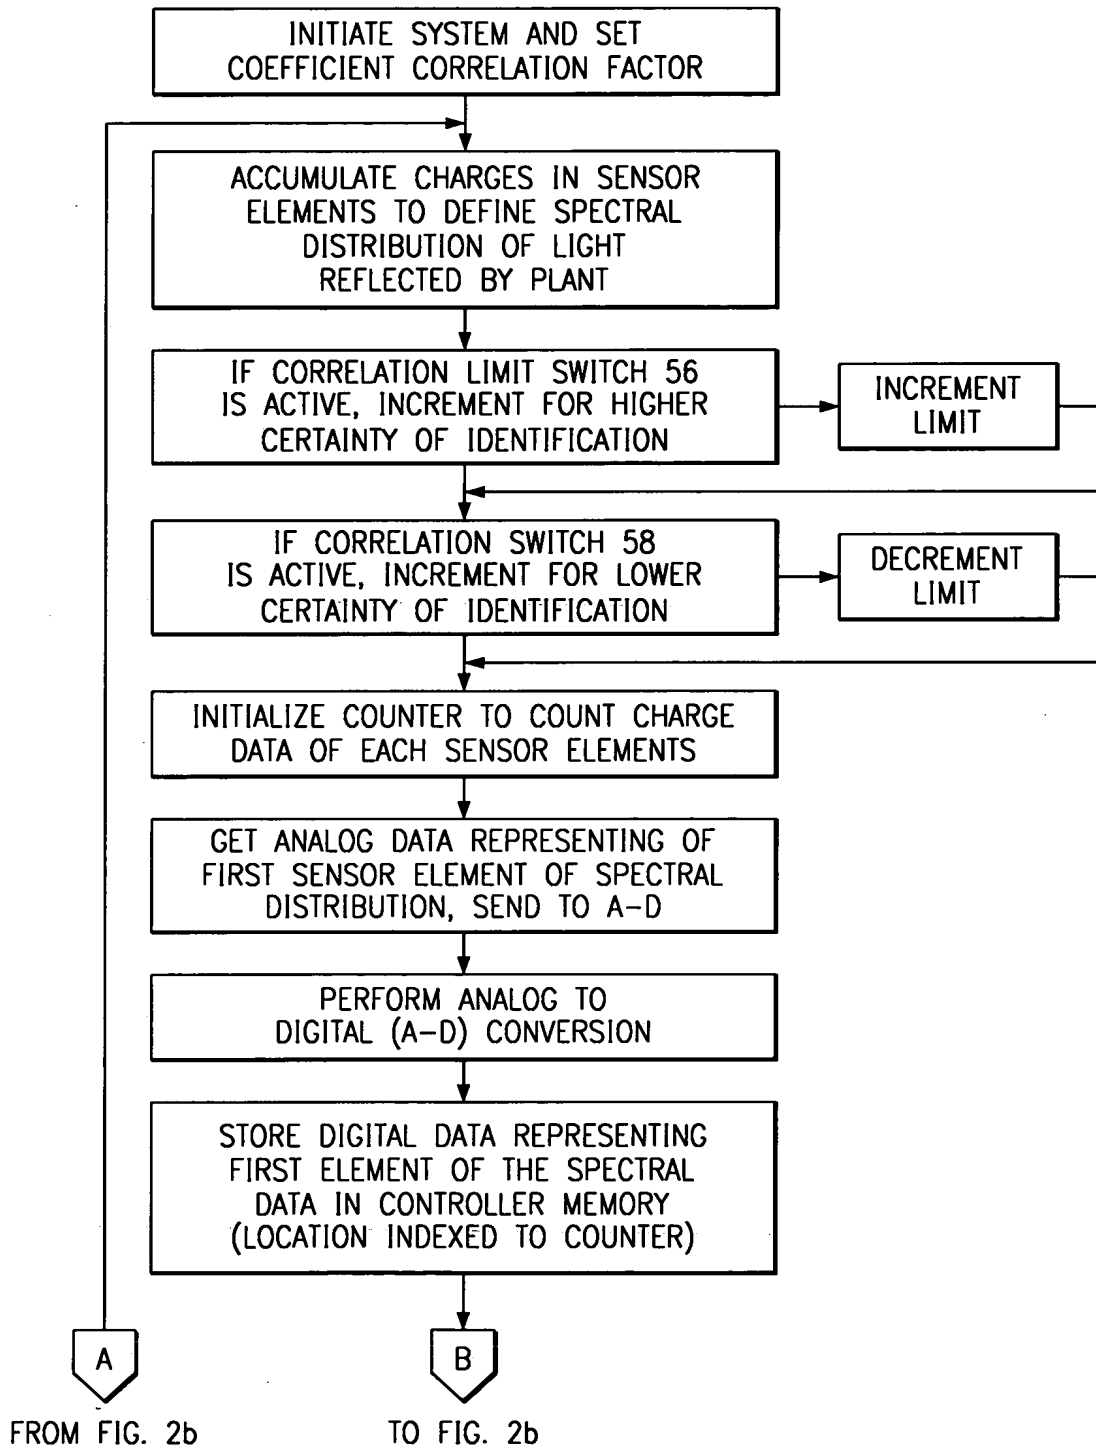 INITIATE SYSTEM AND SET
COEFFICIENT CORRELATION FACTOR
ACCUMULATE CHARGES IN SENSOR
ELEMENTS TO DEFINE SPECTRAL
DISTRIBUTION OF LIGHT
REFLECTED BY PLANT
IF CORRELATION LIMIT SWITCH 56
IS ACTIVE, INCREMENT FOR HIGHER
CERTAINTY OF IDENTIFICATION
INCREMENT
LIMIT
IF CORRELATION SWITCH 58
IS ACTIVE, INCREMENT FOR LOWER
CERTAINTY OF IDENTIFICATION
DECREMENT
LIMIT
INITIALIZE COUNTER TO COUNT CHARGE
DATA OF EACH SENSOR ELEMENTS
GET ANALOG DATA REPRESENTING OF
FIRST SENSOR ELEMENT OF SPECTRAL
DISTRIBUTION, SEND TO A-D
PERFORM ANALOG TO
DIGITAL (A-D) CONVERSION
STORE DIGITAL DATA REPRESENTING
FIRST ELEMENT OF THE SPECTRAL
DATA IN CONTROLLER MEMORY
(LOCATION INDEXED TO COUNTER)
A
B
FROM FIG. 2b
TO FIG. 2b